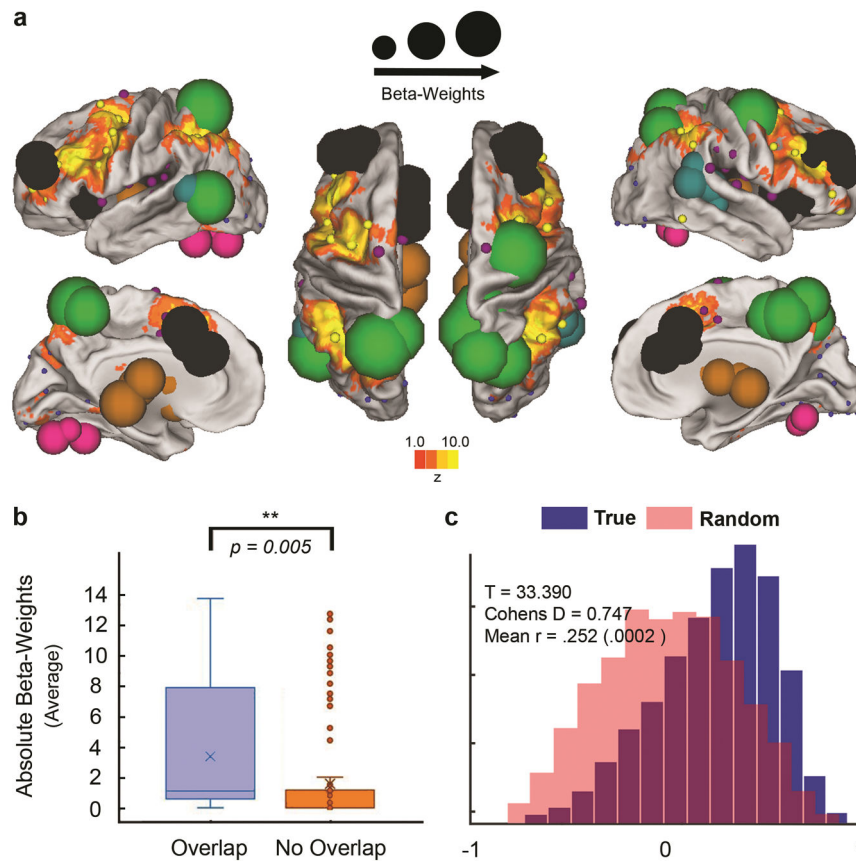 a
Beta-Weights
1.0 10.0
z
b
**
p = 0.005
Absolute Beta-Weights
(Average)
14
12
10
8
6
4
2
0
Overlap No Overlap
c
True Random
T = 33.390
Cohens D = 0.747
Mean r = .252 (.0002 )
-1 0